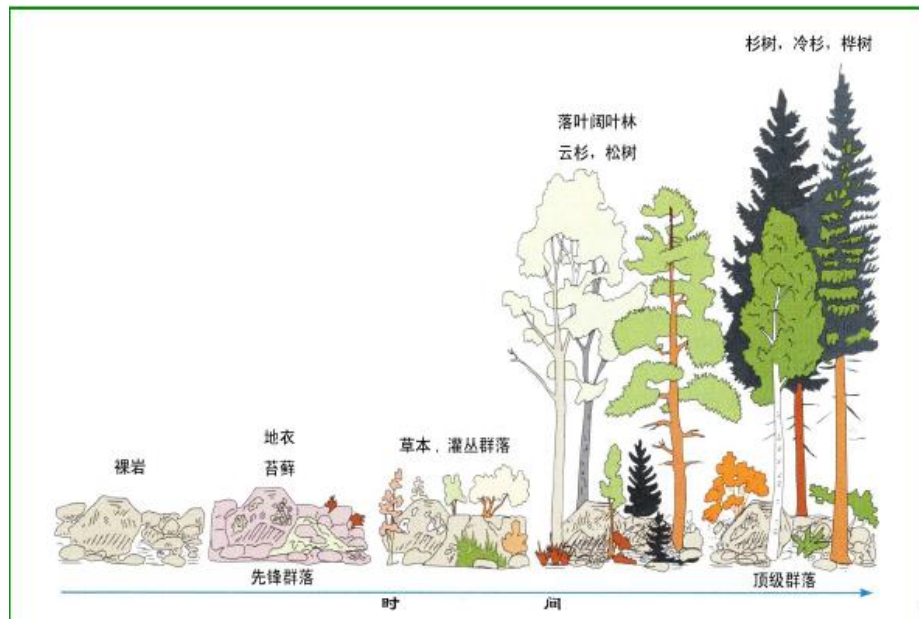 杉树，冷杉，桦树
落叶阔叶林
云杉，松树
地衣
苔藓
草本，灌丛群落
裸岩
先锋群落
顶级群落
时 间